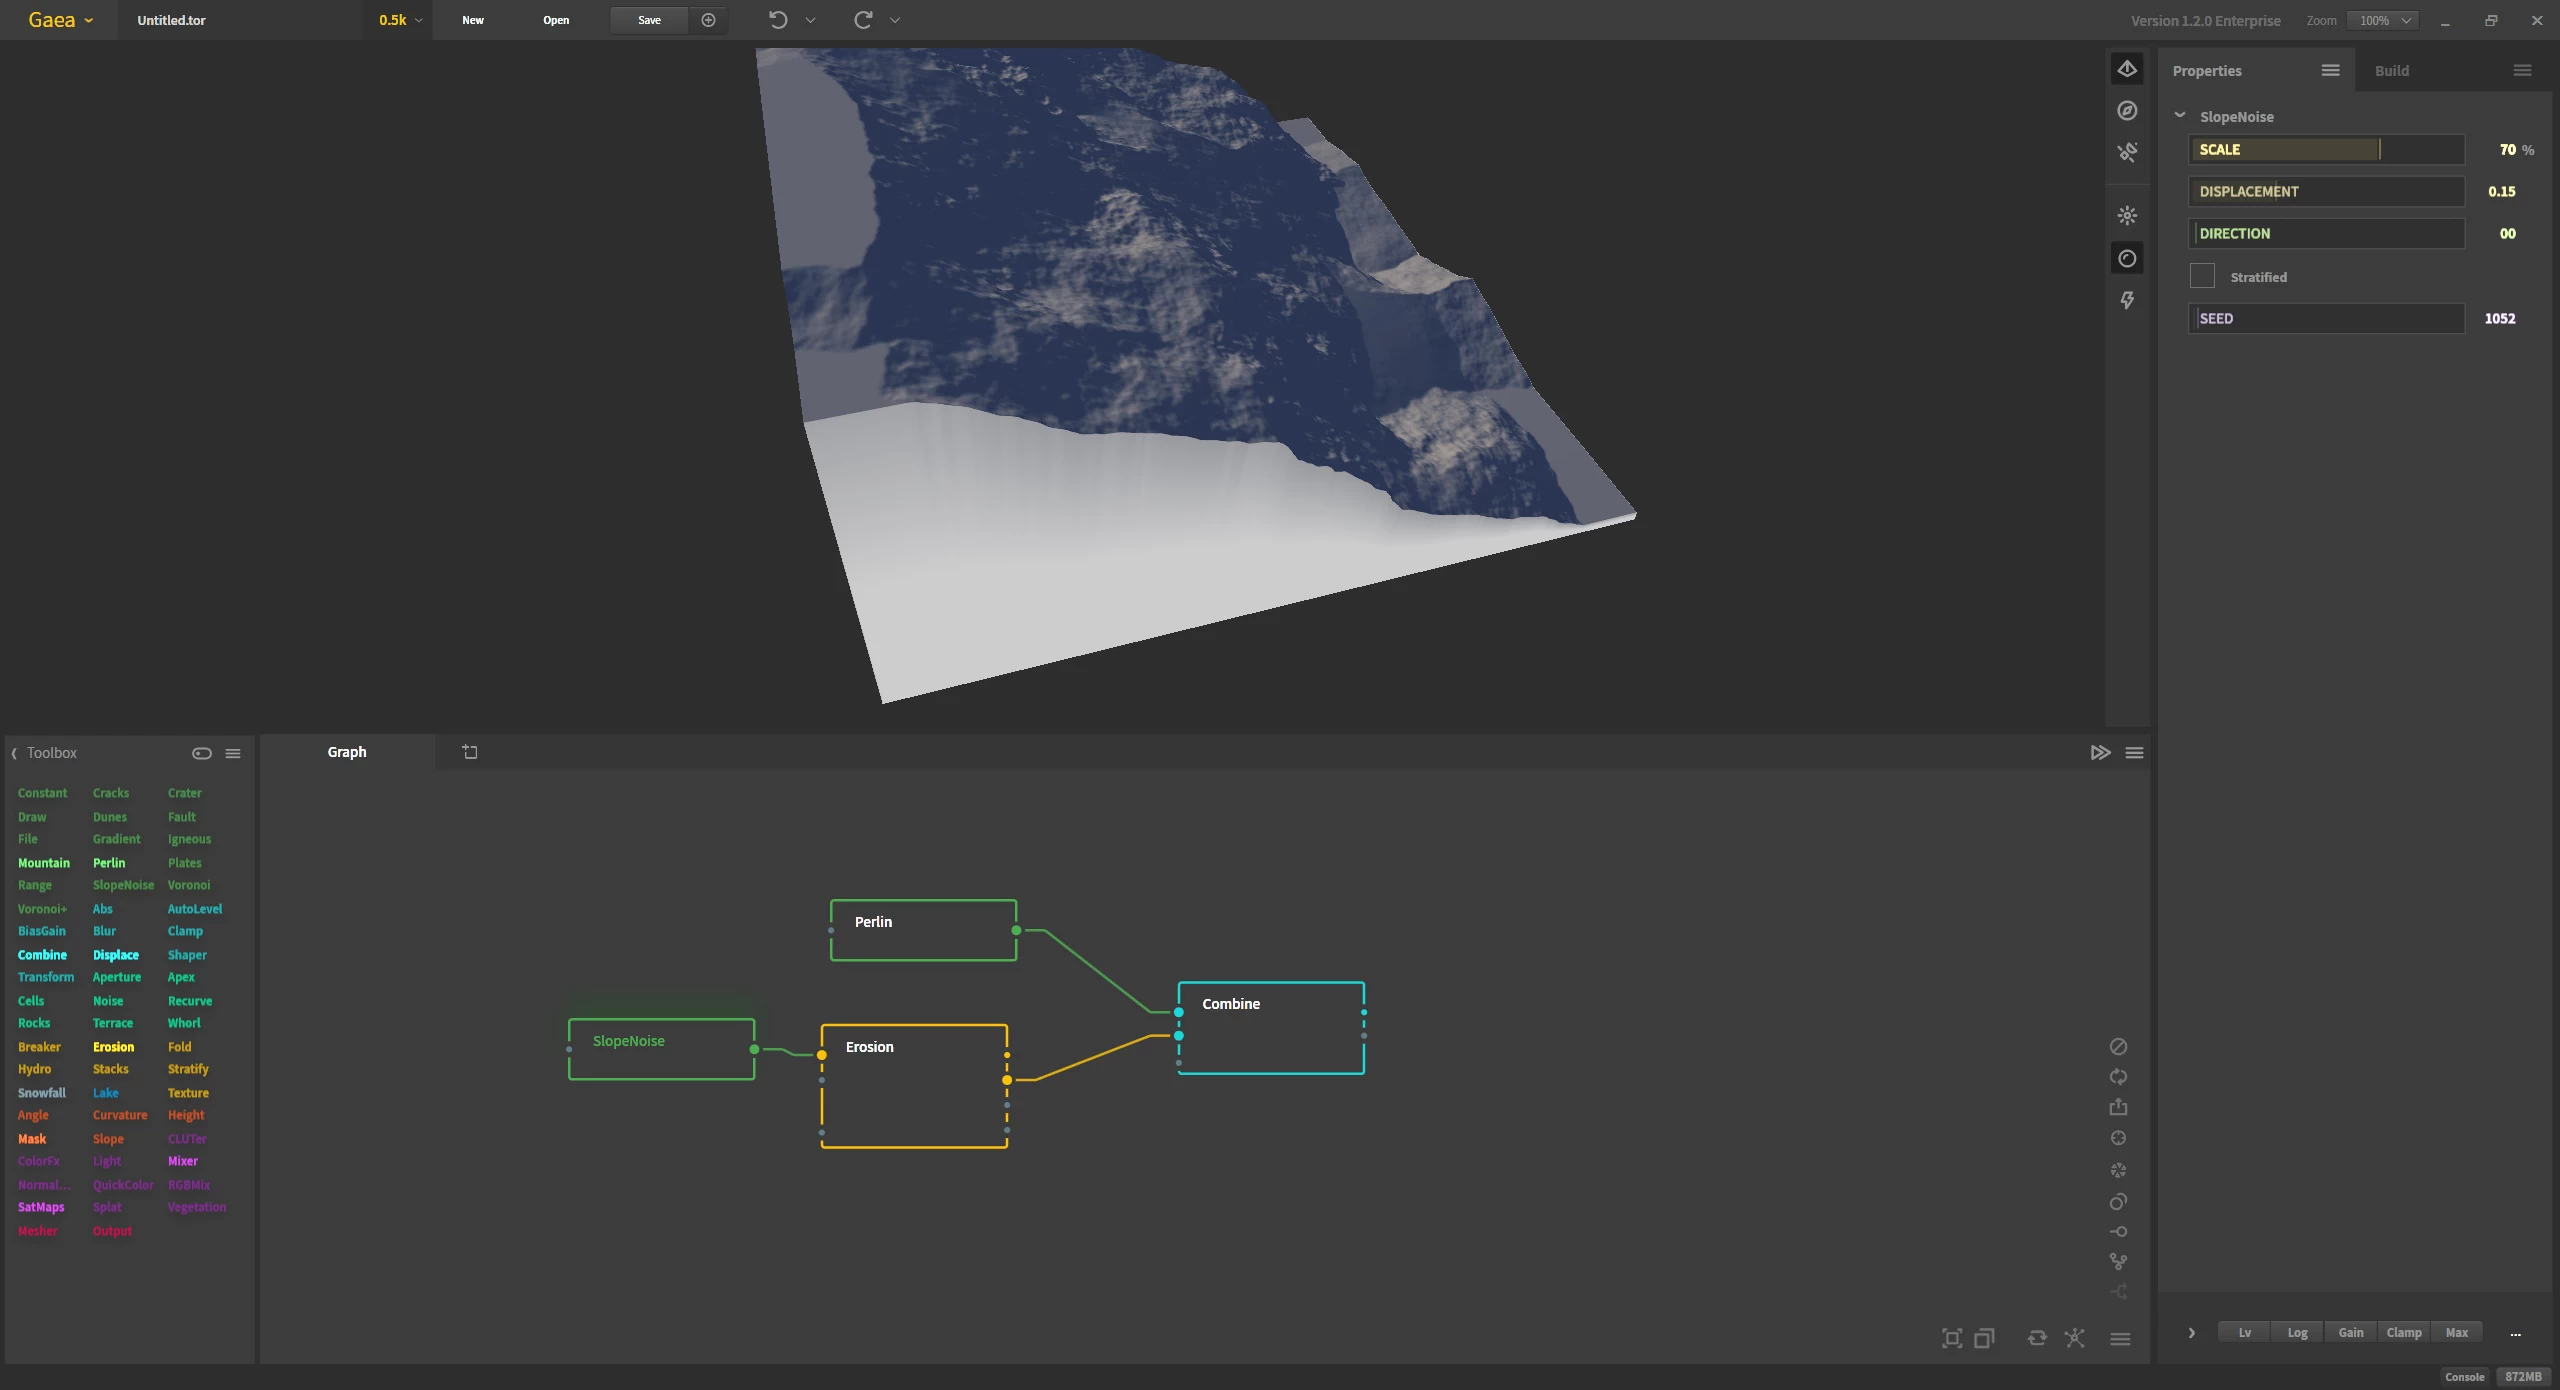 Gaea Untitled.tor 0.5k New Open Save Version 1.2.0 Enterprise Zoom 100%
Properties Build
SlopeNoise
SCALE 70 %
DISPLACEMENT 0.15
DIRECTION 00
Stratified
SEED 1052
Toolbox
Graph
Constant Cracks Crater
Draw Dunes Fault
File Gradient Igneous
Mountain Perlin Plates
Range SlopeNoise Voronoi
Voronoi+ Abs AutoLevel
BiasGain Blur Clamp
Combine Displace Shaper
Transform Aperture Apex
Cells Noise Recurve
Rocks Terrace Whorl
Breaker Erosion Fold
Hydro Stacks Stratify
Snowfall Lake Texture
Angle Curvature Height
Mask Slope CLUTer
ColorFx Light Mixer
Normal... QuickColor RGBMix
SatMaps Splat Vegetation
Mesher Output
Perlin
Combine
SlopeNoise
Erosion
Lv Log Gain Clamp Max ...
Console 872MB